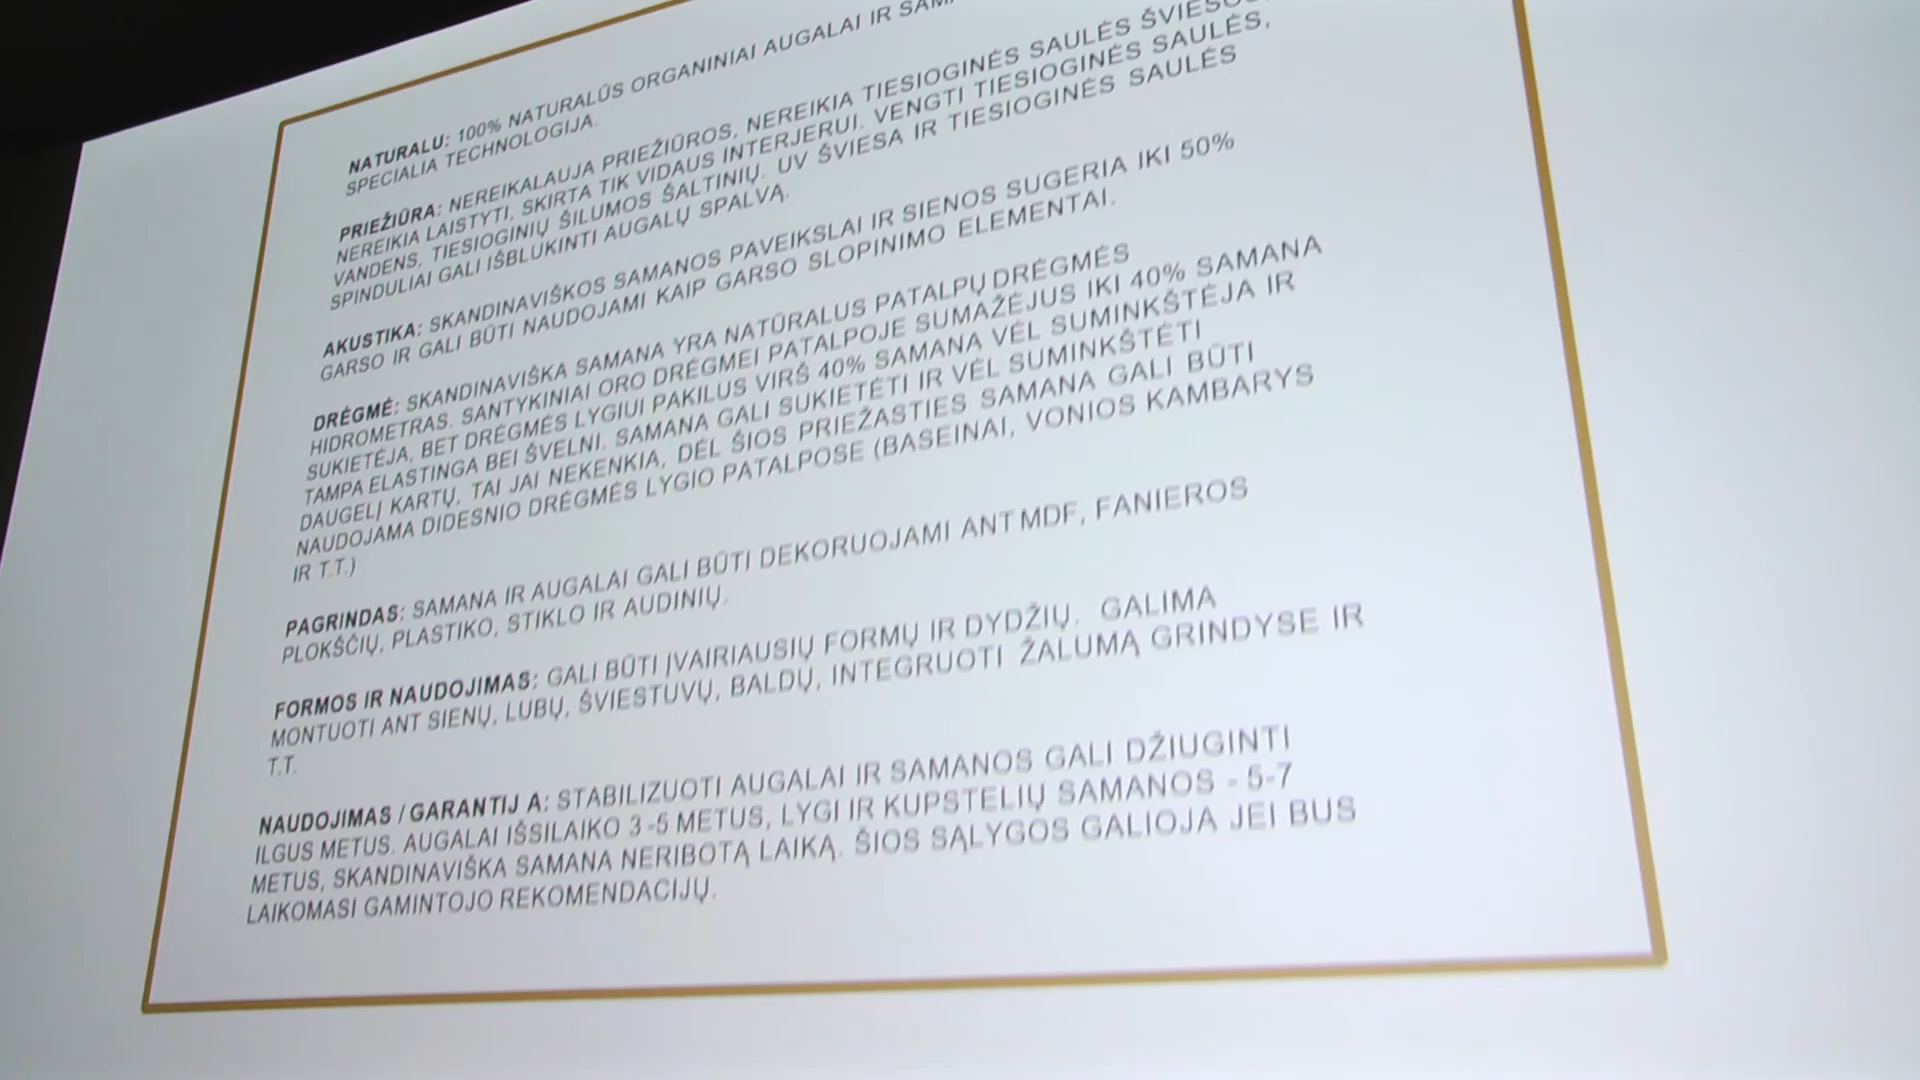 NATURALU: 100% NATURALŪS ORGANINIAI AUGALAI IR
SPECIALIA TECHNOLOGIJA.
PRIEŽIŪRA: NEREIKALAUJA PRIEŽIŪROS, NEREIKIA TIESIOGINĖS SAULĖS
NEREIKIA LAISTYTI, SKIRTA TIK VIDAUS INTERJERUI. VENGTI TIESIOGINĖS SAULĖS,
VANDENS, TIESIOGINIŲ ŠILUMOS ŠALTINIŲ. UV ŠVIESA IR TIESIOGINĖS SAULĖS
SPINDULIAI GALI IŠBLUKINTI AUGALŲ SPALVĄ.
AKUSTIKA: SKANDINAVIŠKOS SAMANOS PAVEIKSLAI IR SIENOS SUGERIA IKI 50%
GARSO IR GALI BŪTI NAUDOJAMI KAIP GARSO SLOPINIMO ELEMENTAI.
DRĖGMĖ: SKANDINAVIŠKA SAMANA YRA NATŪRALUS PATALPŲ DRĖGMĖS
HIDROMETRAS. SANTYKINIAI ORO DRĖGMEI PATALPOJE SUMAŽĖJUS IKI 40% SAMANA
SUKIETĖJA, BET DRĖGMĖS LYGIUI PAKILUS VIRŠ 40% SAMANA VĖL SUMINKŠTĖJA IR
TAMPA ELASTINGA BEI ŠVELNI. SAMANA GALI SUKIETĖTI IR VĖL SUMINKŠTĖTI
DAUGELĮ KARTŲ, TAI JAI NEKENKIA, DĖL ŠIOS PRIEŽASTIES SAMANA GALI BŪTI
NAUDOJAMA DIDESNIO DRĖGMĖS LYGIO PATALPOSE (BASEINAI, VONIOS KAMBARYS
IR T.T.)
PAGRINDAS: SAMANA IR AUGALAI GALI BŪTI DEKORUOJAMI ANT MDF, FANIEROS
PLOKŠČIŲ, PLASTIKO, STIKLO IR AUDINIŲ.
FORMOS IR NAUDOJIMAS: GALI BŪTI ĮVAIRIAUSIŲ FORMŲ IR DYDŽIŲ. GALIMA
MONTUOTI ANT SIENŲ, LUBŲ, ŠVIESTUVŲ, BALDŲ, INTEGRUOTI ŽALUMĄ GRINDYSE IR
T.T.
NAUDOJIMAS / GARANTIJ A: STABILIZUOTI AUGALAI IR SAMANOS GALI DŽIUGINTI
ILGUS METUS. AUGALAI IŠSILAIKO 3 -5 METUS, LYGI IR KUPSTELIŲ SAMANOS - 5-7
METUS, SKANDINAVIŠKA SAMANA NERIBOTĄ LAIKĄ. ŠIOS SĄLYGOS GALIOJA JEI BUS
LAIKOMASI GAMINTOJO REKOMENDACIJŲ.